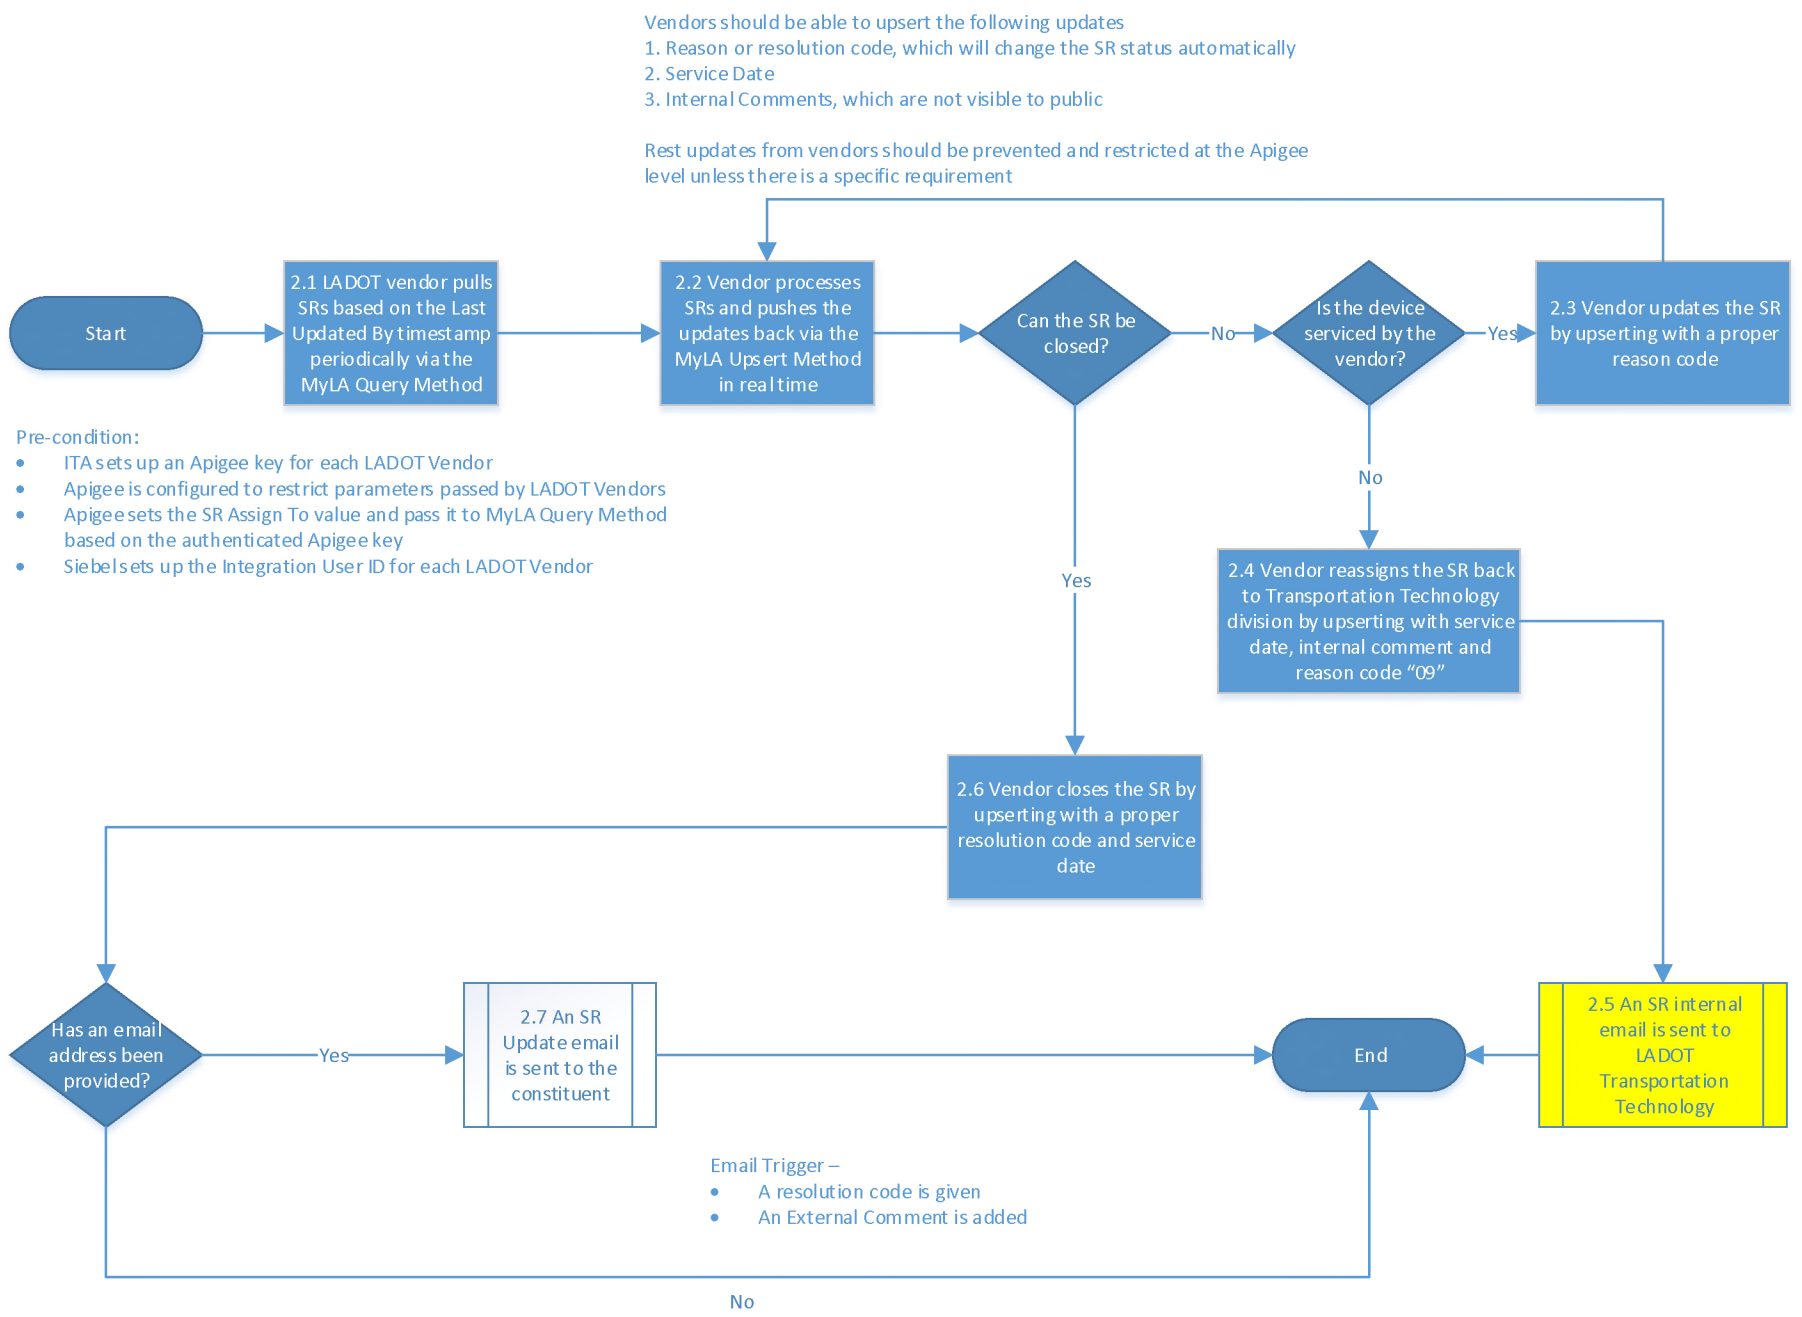 Vendors should be able to upsert the following updates
1. Reason or resolution code, which will change the SR status automatically
2. Service Date
3. Internal Comments, which are not visible to public
Rest updates from vendors should be prevented and restricted at the Apigee
level unless there is a specific requirement
Start
2.1 LADOT vendor pulls
SRs based on the Last
Updated By timestamp
periodically via the
MyLA Query Method
2.2 Vendor processes
SRs and pushes the
updates back via the
MyLA Upsert Method
in real time
Can the SR be
closed?
No
Is the device
serviced by the
vendor?
Yes
2.3 Vendor updates the SR
by upserting with a proper
reason code
Pre-condition:
• ITA sets up an Apigee key for each LADOT Vendor
• Apigee is configured to restrict parameters passed by LADOT Vendors
• Apigee sets the SR Assign To value and pass it to MyLA Query Method
based on the authenticated Apigee key
• Siebel sets up the Integration User ID for each LADOT Vendor
No
Yes
2.4 Vendor reassigns the SR back
to Transportation Technology
division by upserting with service
date, internal comment and
reason code “09”
2.6 Vendor closes the SR by
upserting with a proper
resolution code and service
date
Has an email
address been
provided?
Yes
2.7 An SR
Update email
is sent to the
constituent
End
2.5 An SR internal
email is sent to
LADOT
Transportation
Technology
Email Trigger –
• A resolution code is given
• An External Comment is added
No